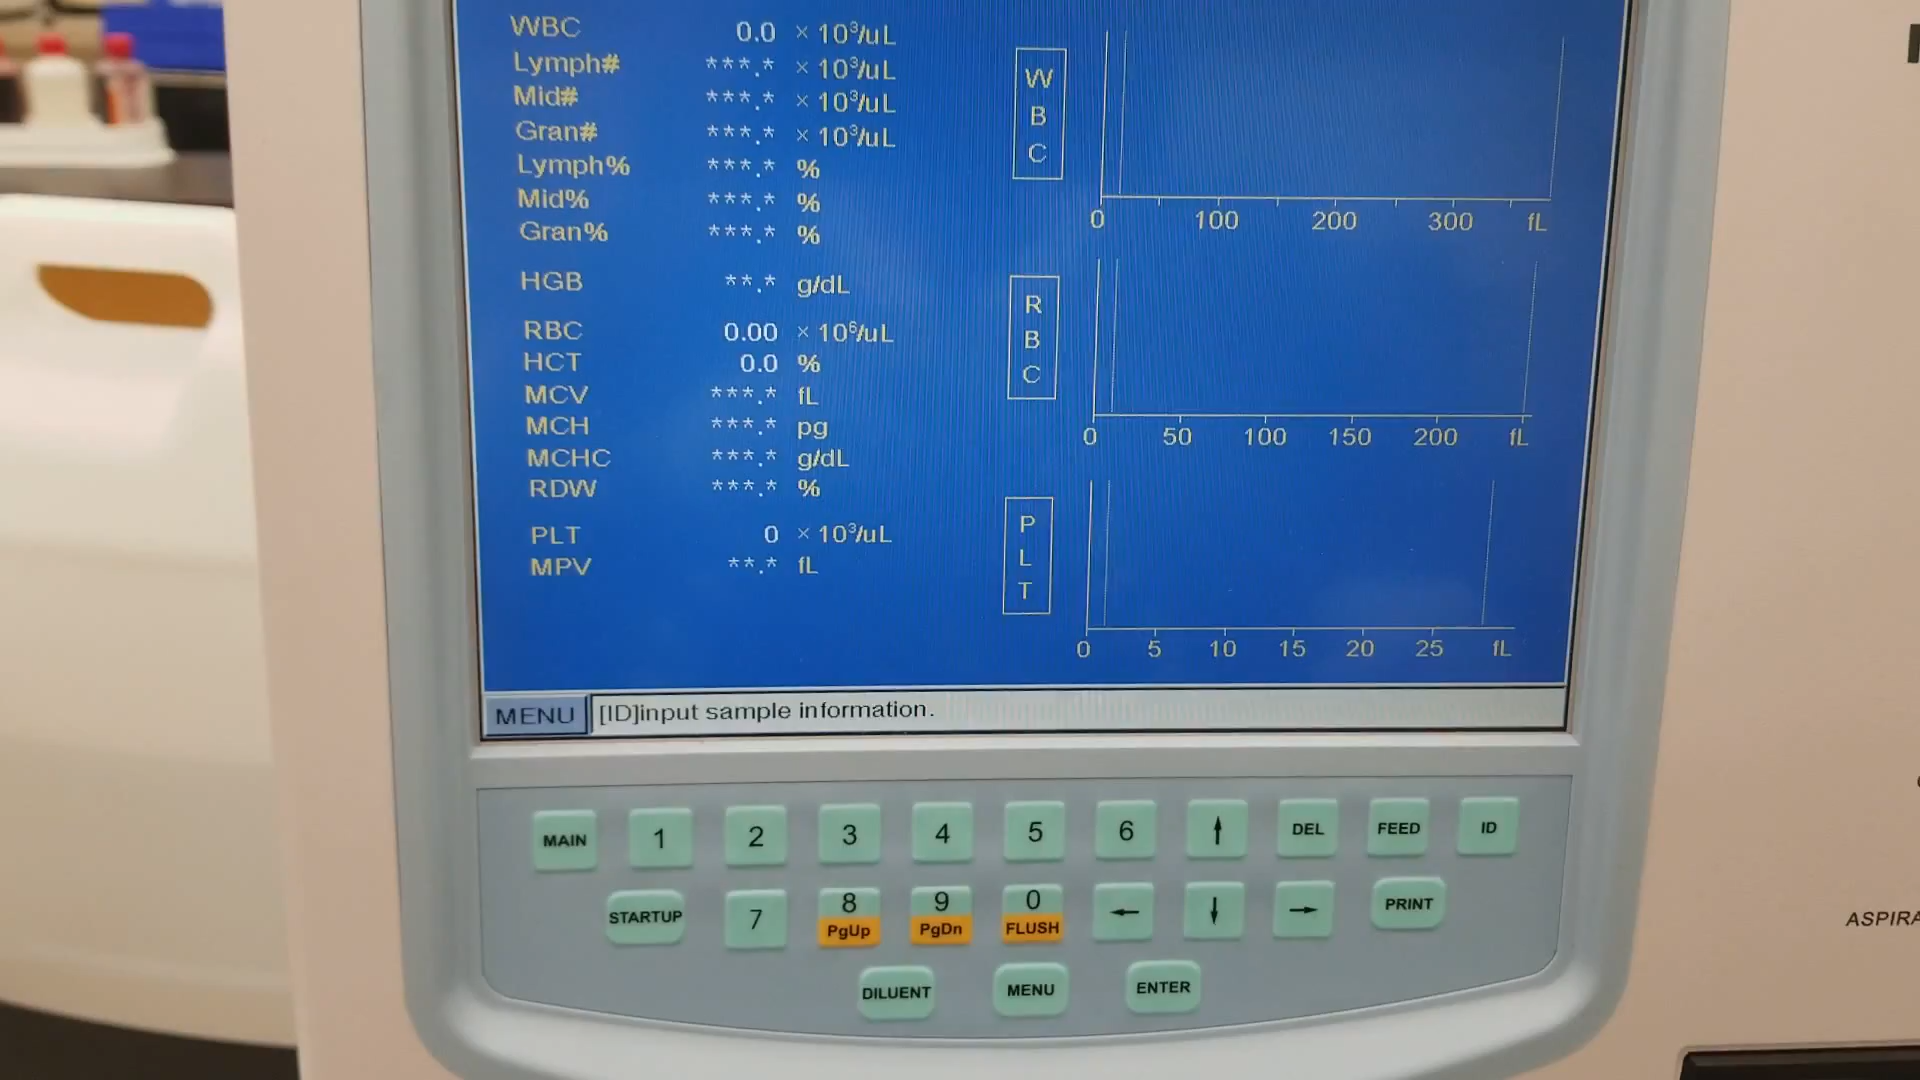 WBC 0.0 × 10³/uL
Lymph# ***.* × 10³/uL
Mid# ***.* × 10³/uL
Gran# ***.* × 10³/uL
Lymph% ***.* %
Mid% ***.* %
Gran% ***.* %
HGB **.* g/dL
RBC 0.00 × 10⁶/uL
HCT 0.0 %
MCV ***.* fL
MCH ***.* pg
MCHC ***.* g/dL
RDW ***.* %
PLT 0 × 10³/uL
MPV **.* fL
WBC
0 100 200 300 fL
RBC
0 50 100 150 200 fL
PLT
0 5 10 15 20 25 fL
MENU [ID]input sample information.
MAIN 1 2 3 4 5 6 ↑ DEL FEED ID
STARTUP 7 8 PgUp 9 PgDn 0 FLUSH ← ↓ → PRINT
DILUENT MENU ENTER
ASPIRA